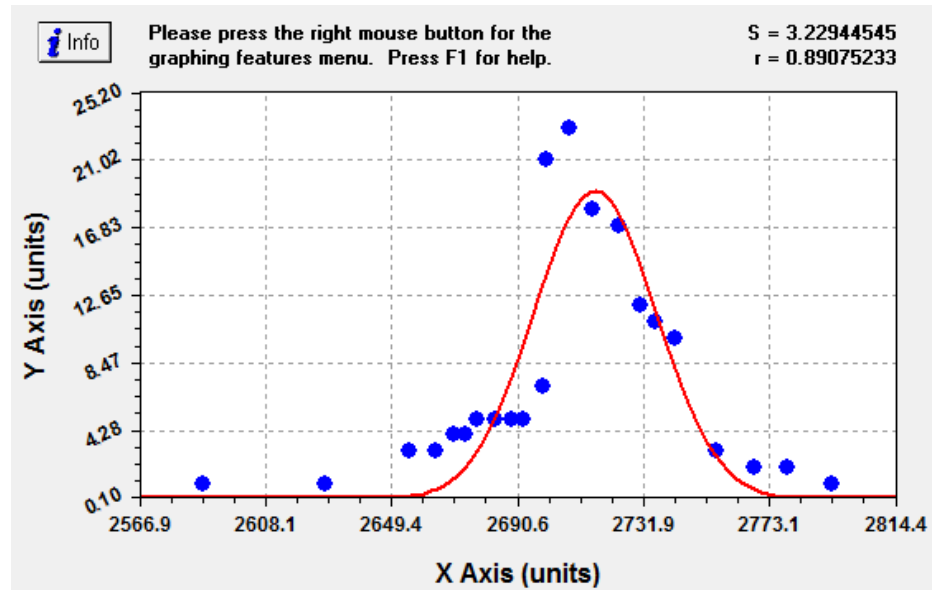 Info
Please press the right mouse button for the
graphing features menu. Press F1 for help.
S = 3.22944545
r = 0.89075233
Y Axis (units)
25.20
21.02
16.83
12.65
8.47
4.28
0.10
2566.9 2608.1 2649.4 2690.6 2731.9 2773.1 2814.4
X Axis (units)